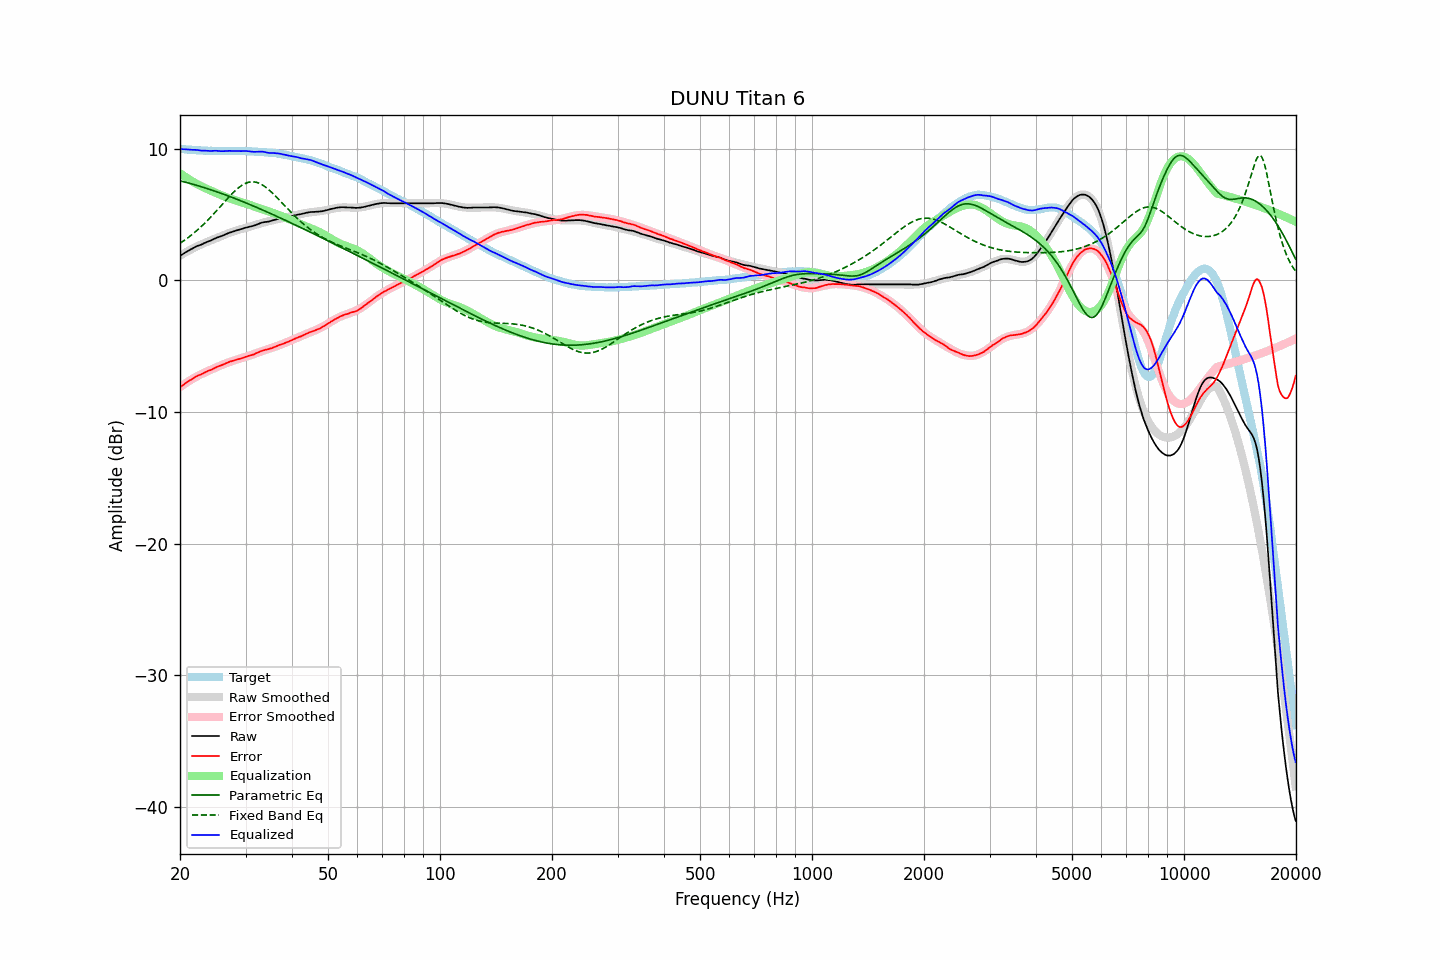 DUNU Titan 6
10
0
−10
−20
−30
−40
Amplitude (dBr)
Target
Raw Smoothed
Error Smoothed
Raw
Error
Equalization
Parametric Eq
Fixed Band Eq
Equalized
20 50 100 200 500 1000 2000 5000 10000 20000
Frequency (Hz)